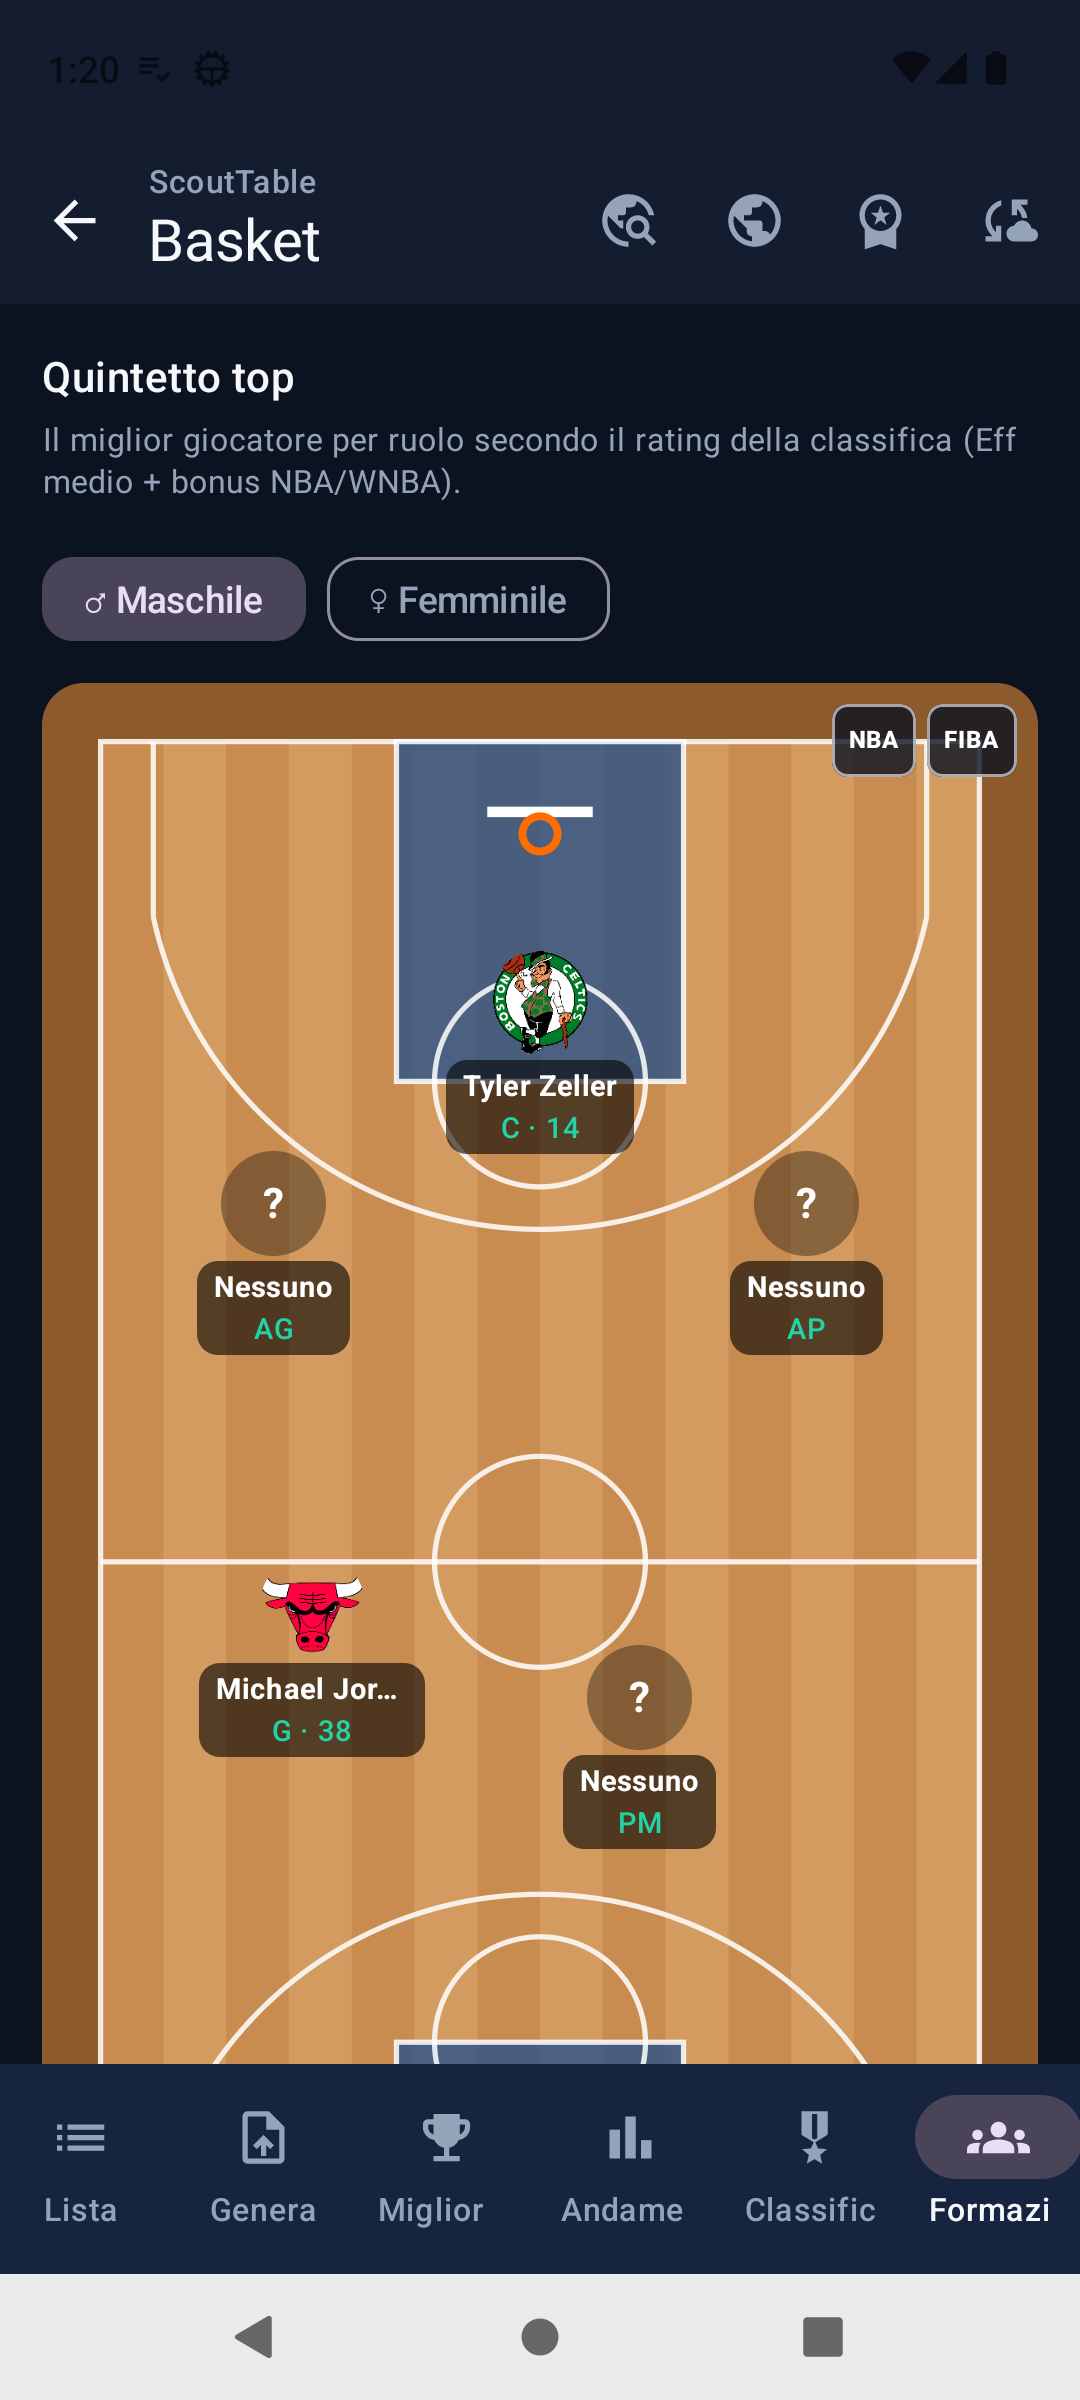 1:20
ScoutTable
Basket
Quintetto top
Il miglior giocatore per ruolo secondo il rating della classifica (Eff
medio + bonus NBA/WNBA).
♂ Maschile
♀ Femminile
NBA
FIBA
BOSTON CELTICS
Tyler Zeller
C · 14
?
Nessuno
AG
?
Nessuno
AP
Michael Jor...
G · 38
?
Nessuno
PM
Lista
Genera
Miglior
Andame
Classific
Formazi